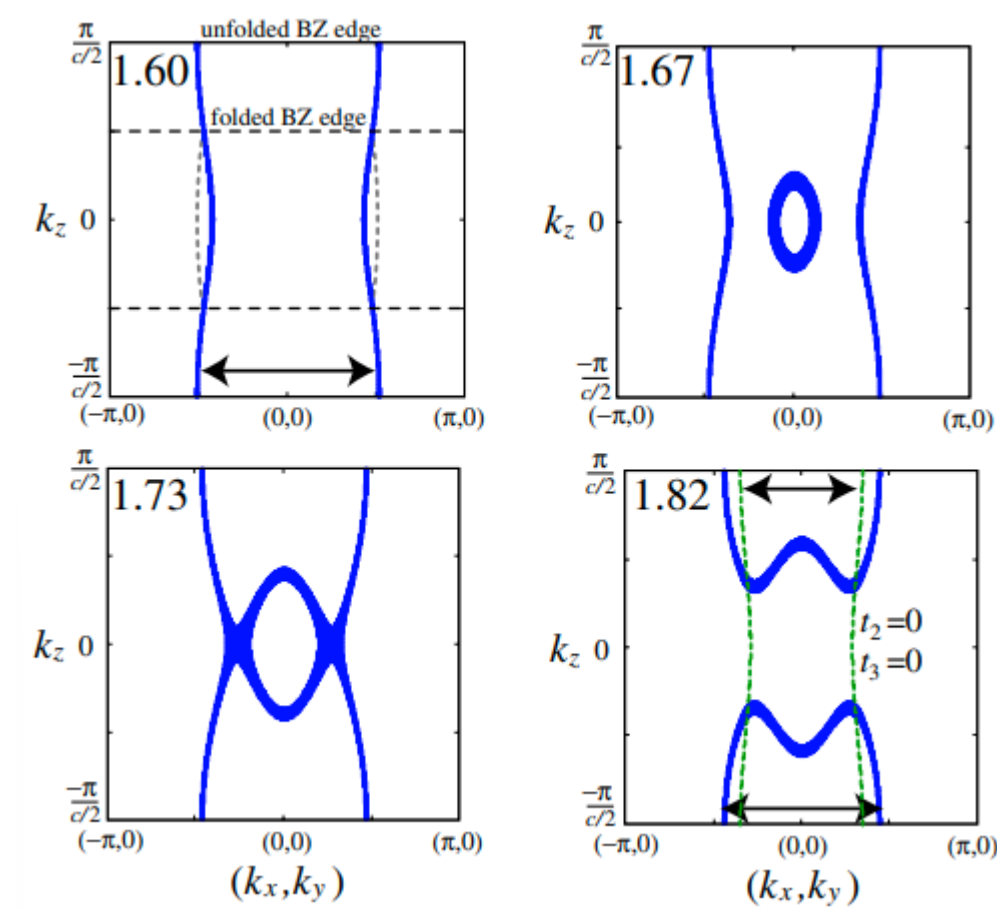 unfolded BZ edge
π
c/2
1.60
folded BZ edge
k_z 0
−π
c/2
(−π,0) (0,0) (π,0)
π
c/2
1.67
k_z 0
−π
c/2
(−π,0) (0,0) (π,0)
π
c/2
1.73
k_z 0
−π
c/2
(−π,0) (0,0) (π,0)
(k_x,k_y)
π
c/2
1.82
t_2=0
k_z 0
t_3=0
−π
c/2
(−π,0) (0,0) (π,0)
(k_x,k_y)